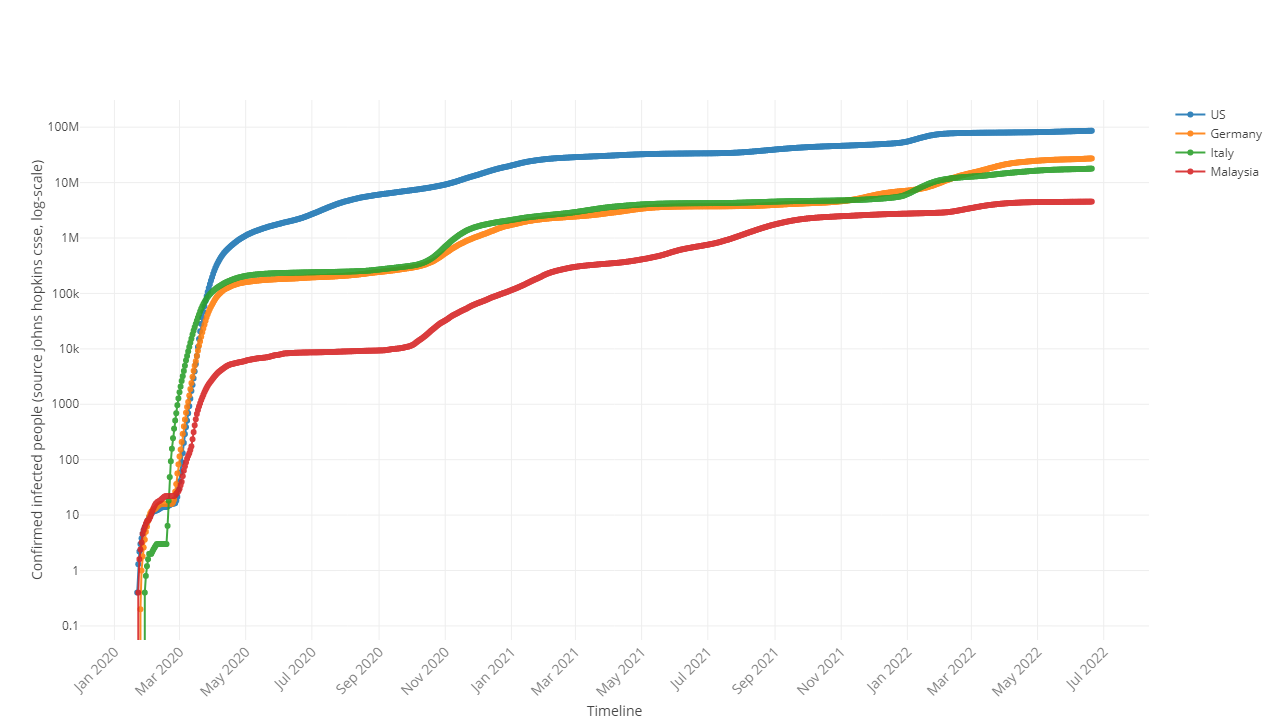 US
Germany
Italy
Malaysia
Confirmed infected people (source johns hopkins csse, log-scale)
100M
10M
1M
100k
10k
1000
100
10
1
0.1
Jan 2020
Mar 2020
May 2020
Jul 2020
Sep 2020
Nov 2020
Jan 2021
Mar 2021
May 2021
Jul 2021
Sep 2021
Nov 2021
Jan 2022
Mar 2022
May 2022
Jul 2022
Timeline